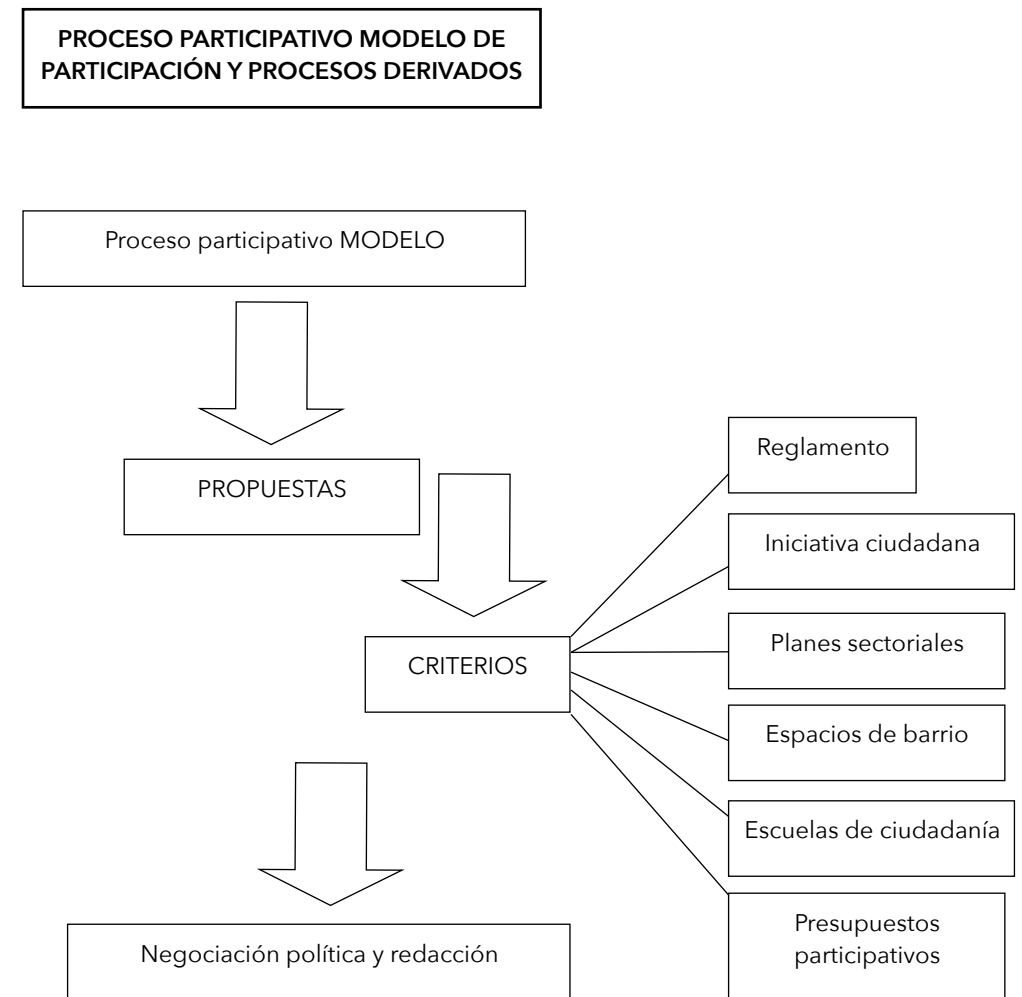 PROCESO PARTICIPATIVO MODELO DE
PARTICIPACIÓN Y PROCESOS DERIVADOS
Proceso participativo MODELO
PROPUESTAS
CRITERIOS
Reglamento
Iniciativa ciudadana
Planes sectoriales
Espacios de barrio
Escuelas de ciudadanía
Presupuestos
participativos
Negociación política y redacción